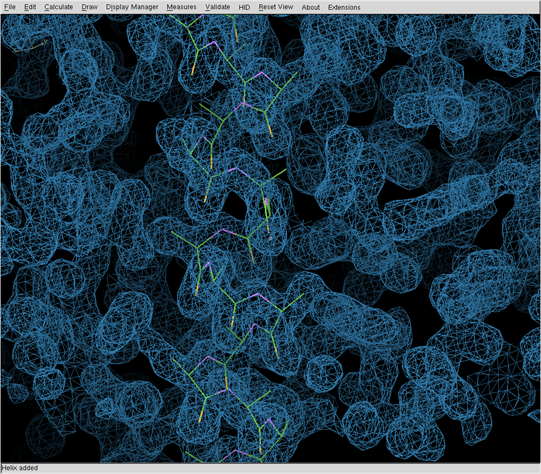 File Edit Calculate Draw Display Manager Measures Validate HID Reset View About Extensions
Helix added